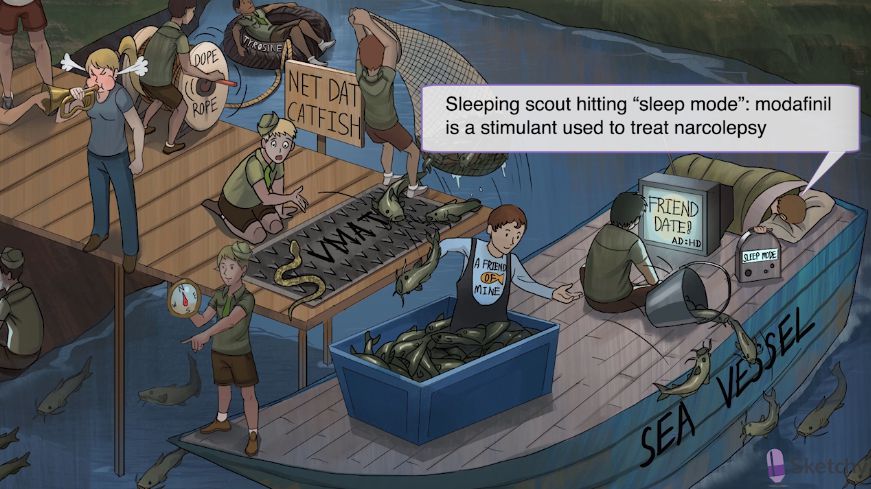 TYROSINE
DOPE
ROPE
NET DAT
CATFISH
Sleeping scout hitting “sleep mode”: modafinil
is a stimulant used to treat narcolepsy
VMAT
FRIEND
DATE!
AD:HD
SLEEP MODE
A FRIEND
OF
MINE
SEA VESSEL
Sketchy